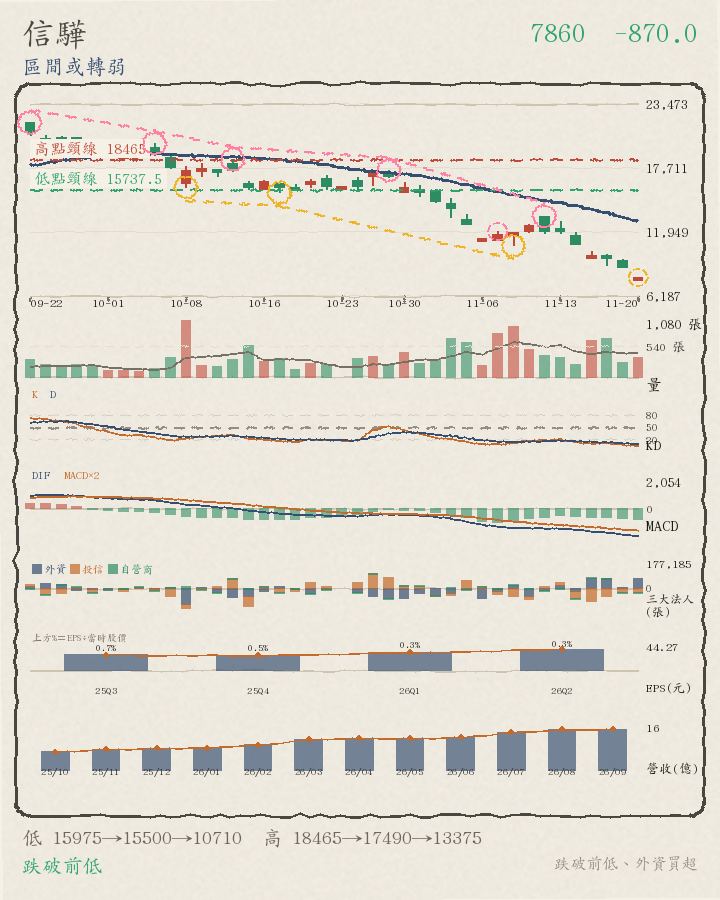 信驊
7860 -870.0
區間或轉弱
23,473
高點頸線 18465
17,711
低點頸線 15737.5
11,949
6,187
09-22 10-01 10-08 10-16 10-23 10-30 11-06 11-13 11-20
1,080 張
540 張
量
K D
80
50
20
KD
DIF MACD×2
2,054
0
MACD
外資 投信 自營商
177,185
0
三大法人
(張)
上方%=EPS÷當時股價
0.7% 0.5% 0.3% 0.3%
44.27
25Q3 25Q4 26Q1 26Q2
EPS(元)
16
25/10 25/11 25/12 26/01 26/02 26/03 26/04 26/05 26/06 26/07 26/08 26/09
營收(億)
低 15975→15500→10710 高 18465→17490→13375
跌破前低
跌破前低、外資買超